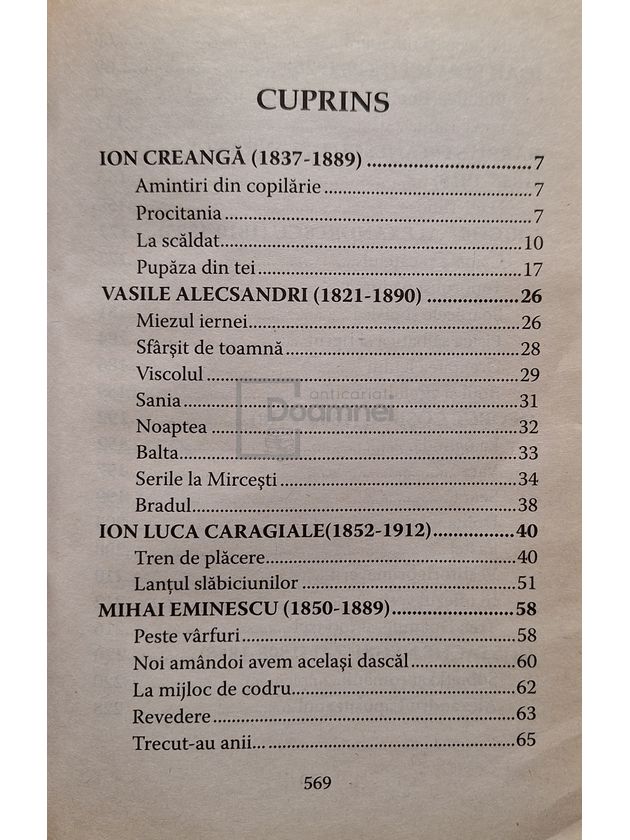 CUPRINS
ION CREANGĂ (1837-1889) ........................7
Amintiri din copilărie ........................7
Procitania ........................7
La scăldat........................10
Pupăza din tei ........................17
VASILE ALECSANDRI (1821-1890) ........................26
Miezul iernei........................26
Sfârșit de toamnă ........................28
Viscolul ........................29
Sania ........................31
Noaptea ........................32
Balta........................33
Serile la Mircești ........................34
Bradul........................38
ION LUCA CARAGIALE(1852-1912)........................40
Tren de plăcere........................40
Lanțul slăbiciunilor ........................51
MIHAI EMINESCU (1850-1889)........................58
Peste vârfuri ........................58
Noi amândoi avem același dascăl ........................60
La mijloc de codru........................62
Revedere ........................63
Trecut-au anii... ........................65
569
anticariat
Doamnei